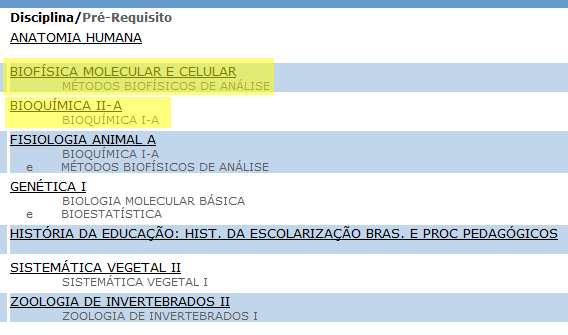 Disciplina/Pré-Requisito
ANATOMIA HUMANA
BIOFÍSICA MOLECULAR E CELULAR
MÉTODOS BIOFÍSICOS DE ANÁLISE
BIOQUÍMICA II-A
BIOQUÍMICA I-A
FISIOLOGIA ANIMAL A
BIOQUÍMICA I-A
e MÉTODOS BIOFÍSICOS DE ANÁLISE
GENÉTICA I
BIOLOGIA MOLECULAR BÁSICA
e BIOESTATÍSTICA
HISTÓRIA DA EDUCAÇÃO: HIST. DA ESCOLARIZAÇÃO BRAS. E PROC PEDAGÓGICOS
SISTEMÁTICA VEGETAL II
SISTEMÁTICA VEGETAL I
ZOOLOGIA DE INVERTEBRADOS II
ZOOLOGIA DE INVERTEBRADOS I